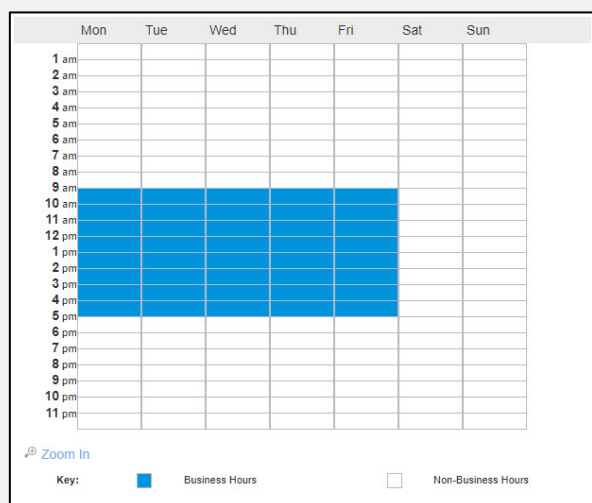 Mon Tue Wed Thu Fri Sat Sun
1 am
2 am
3 am
4 am
5 am
6 am
7 am
8 am
9 am
10 am
11 am
12 pm
1 pm
2 pm
3 pm
4 pm
5 pm
6 pm
7 pm
8 pm
9 pm
10 pm
11 pm
Zoom In
Key: Business Hours Non-Business Hours